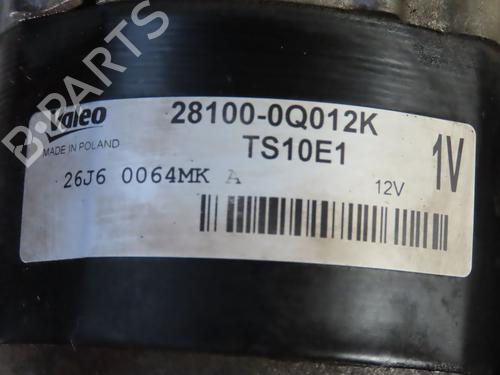 Valeo
28100-0Q012K
MADE IN POLAND
TS10E1
1V
26J6 0064MK A
12V
B-PARTS